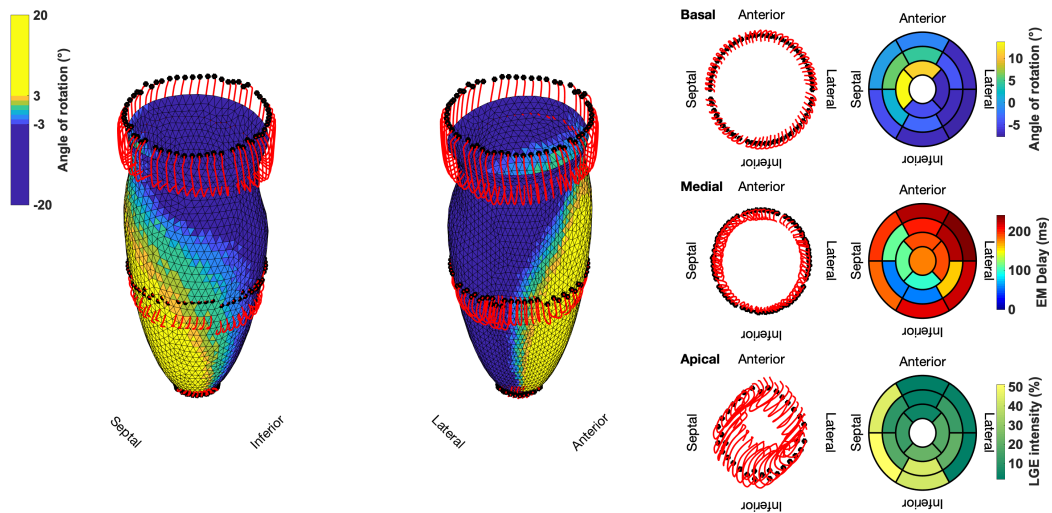 20
3
-3
-20
Angle of rotation (°)
Septal
Inferior
Lateral
Anterior
Basal
Anterior
Septal
Lateral
Inferior
Anterior
Lateral
Inferior
10
5
0
-5
Angle of rotation (°)
Medial
Anterior
Septal
Lateral
Inferior
Anterior
Septal
Lateral
Inferior
200
100
0
EM Delay (ms)
Apical
Anterior
Septal
Lateral
Inferior
Anterior
Septal
Lateral
Inferior
50
40
30
20
10
LGE intensity (%)
Septal